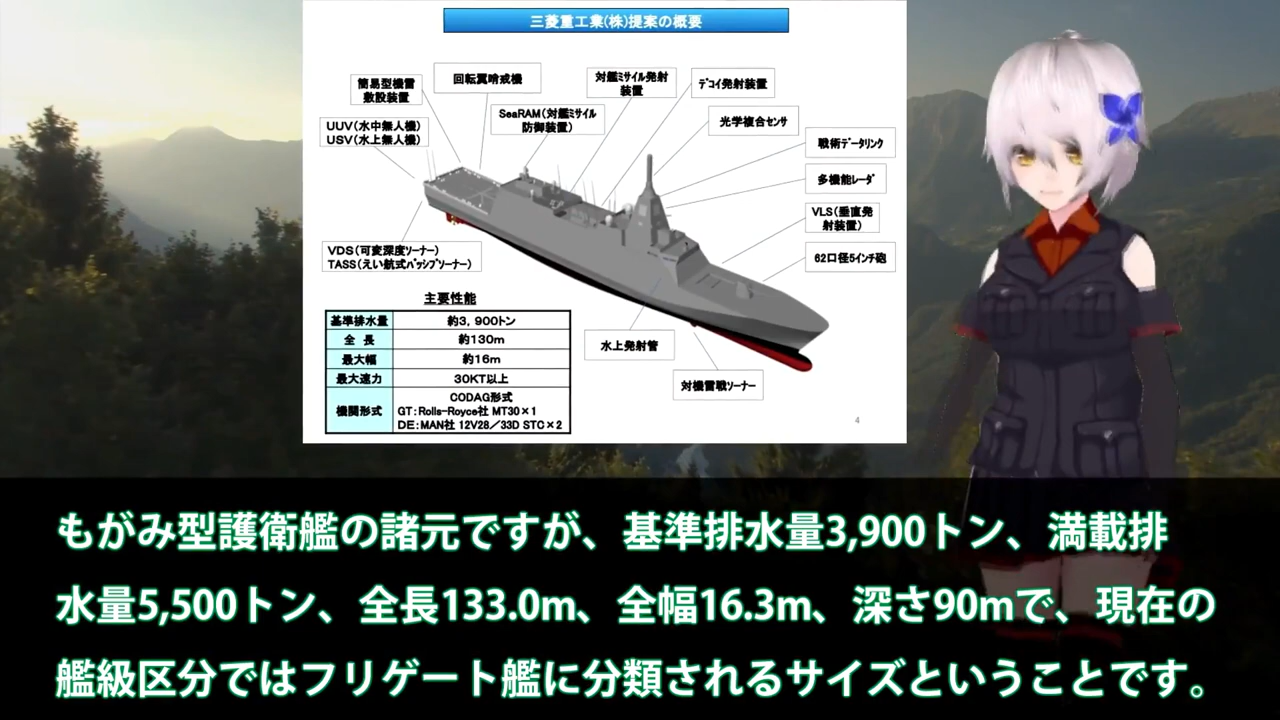 三菱重工業(株)提案の概要
簡易型機雷
敷設装置
回転翼哨戒機
対艦ﾐｻｲﾙ発射
装置
ﾃﾞｺｲ発射装置
UUV(水中無人機)
USV(水上無人機)
SeaRAM(対艦ﾐｻｲﾙ
防御装置)
光学複合ｾﾝｻ
戦術ﾃﾞｰﾀﾘﾝｸ
多機能ﾚｰﾀﾞ
VLS(垂直発
射装置)
62口径5ｲﾝﾁ砲
VDS(可変深度ソーナー)
TASS(えい航式ﾊﾟｯｼﾌﾞソーナー)
水上発射管
対機雷戦ソーナー
主要性能
基準排水量 約3,900トン
全 長 約130m
最大幅 約16m
最大速力 30KT以上
機関形式 CODAG形式
GT:Rolls-Royce社 MT30×1
DE:MAN社 12V28/33D STC×2
4
もがみ型護衛艦の諸元ですが、基準排水量3,900トン、満載排
水量5,500トン、全長133.0m、全幅16.3m、深さ90mで、現在の
艦級区分ではフリゲート艦に分類されるサイズということです。